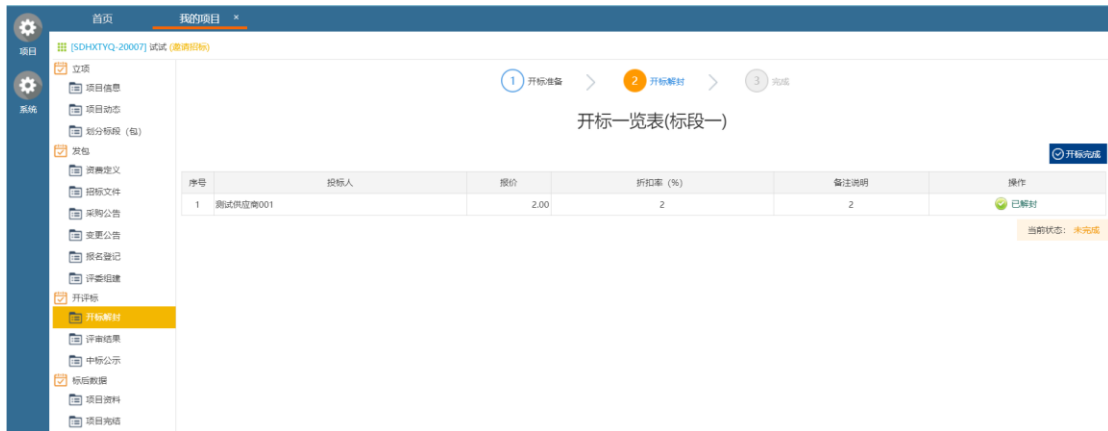 首页 我的项目 ×
项目
系统
[SDHXTYQ-20007] 试试 (邀请招标)
立项
项目信息
项目动态
划分标段（包)
发包
资费定义
招标文件
采购公告
变更公告
报名登记
评委组建
开评标
开标解封
评审结果
中标公示
标后数据
项目资料
项目完结
1 开标准备 2 开标解封 3 完成
开标一览表(标段一)
开标完成
序号 投标人 报价 折扣率（%） 备注说明 操作
1 测试供应商001 2.00 2 2 已解封
当前状态：未完成